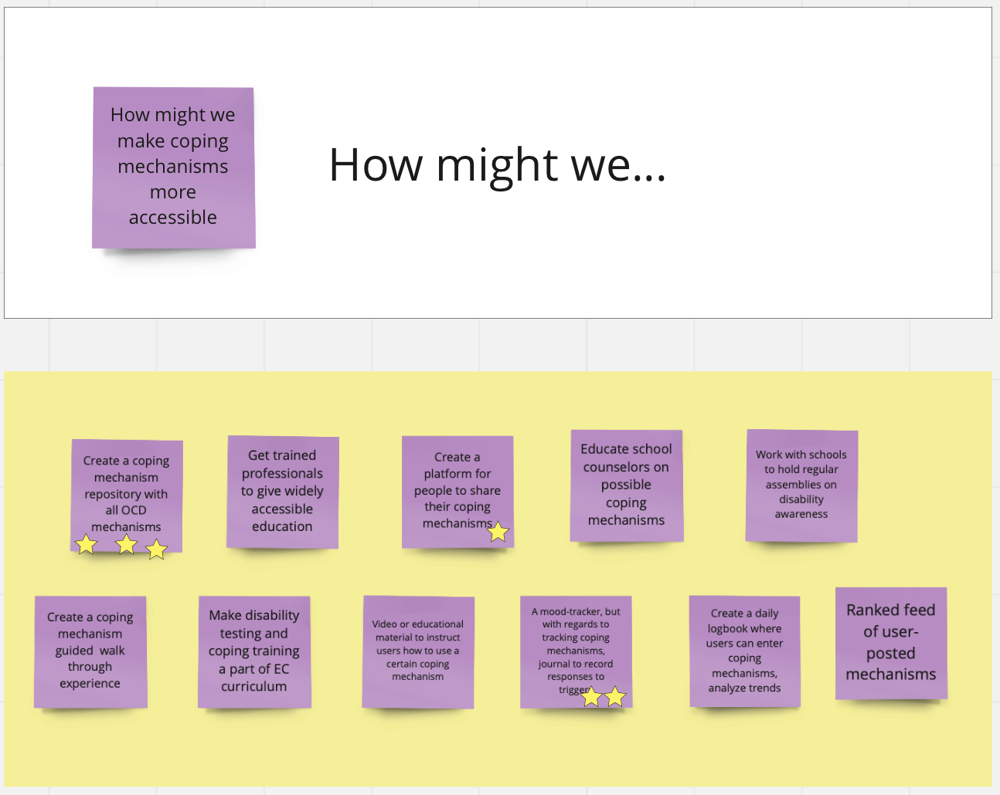 How might we
make coping
mechanisms
more
accessible
How might we...
Create a coping
mechanism
repository with
all OCD
mechanisms
Get trained
professionals
to give widely
accessible
education
Create a
platform for
people to share
their coping
mechanisms
Educate school
counselors on
possible
coping
mechanisms
Work with schools
to hold regular
assemblies on
disability
awareness
Create a coping
mechanism
guided walk
through
experience
Make disability
testing and
coping training
a part of EC
curriculum
Video or educational
material to instruct
users how to use a
certain coping
mechanism
A mood-tracker, but
with regards to
tracking coping
mechanisms,
journal to record
responses to
trigger
Create a daily
logbook where
users can enter
coping
mechanisms,
analyze trends
Ranked feed
of user-
posted
mechanisms